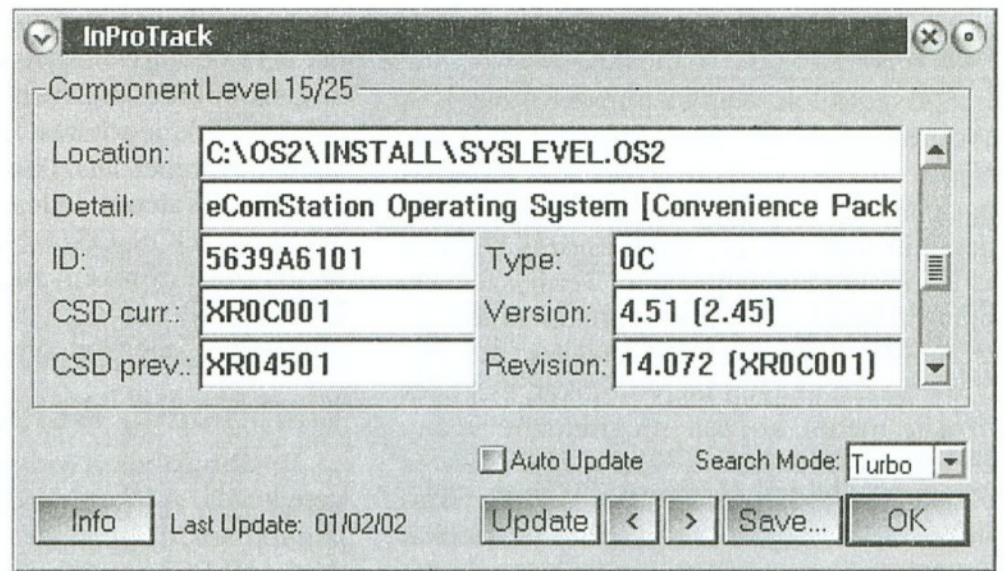 InProTrack
Component Level 15/25
Location: C:\OS2\INSTALL\SYSLEVEL.OS2
Detail: eComStation Operating System [Convenience Pack
ID: 5639A6101 Type: 0C
CSD curr.: XR0C001 Version: 4.51 (2.45)
CSD prev.: XR04501 Revision: 14.072 (XR0C001)
Auto Update Search Mode: Turbo
Info Last Update: 01/02/02 Update < > Save... OK